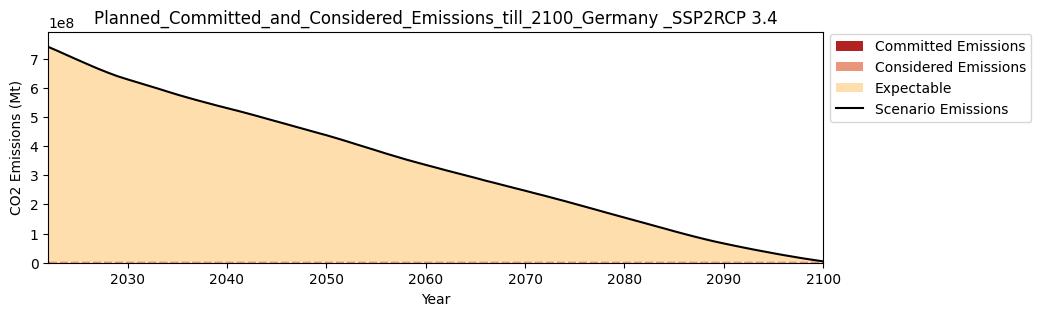 Planned_Committed_and_Considered_Emissions_till_2100_Germany _SSP2RCP 3.4
1e8
7
6
5
4
3
2
1
0
CO2 Emissions (Mt)
2030 2040 2050 2060 2070 2080 2090 2100
Year
Committed Emissions
Considered Emissions
Expectable
Scenario Emissions